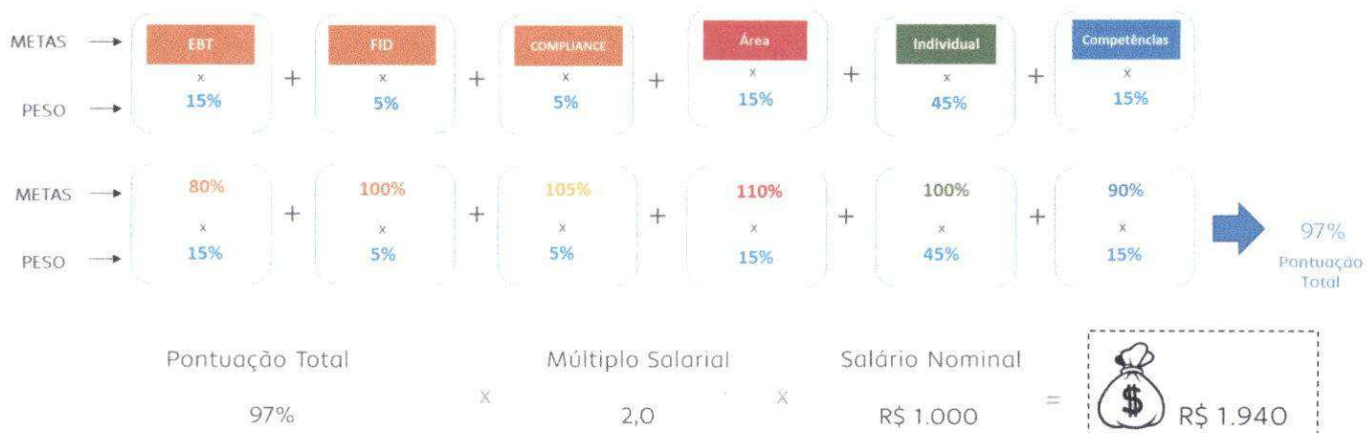 METAS EBT + FID + COMPLIANCE + Área + Individual + Competências
x x x x x x
PESO 15% 5% 5% 15% 45% 15%
METAS 80% + 100% + 105% + 110% + 100% + 90%
x x x x x x
PESO 15% 5% 5% 15% 45% 15%
97%
Pontuação
Total
Pontuação Total Múltiplo Salarial Salário Nominal
97% x 2,0 x R$ 1.000 = $ R$ 1.940